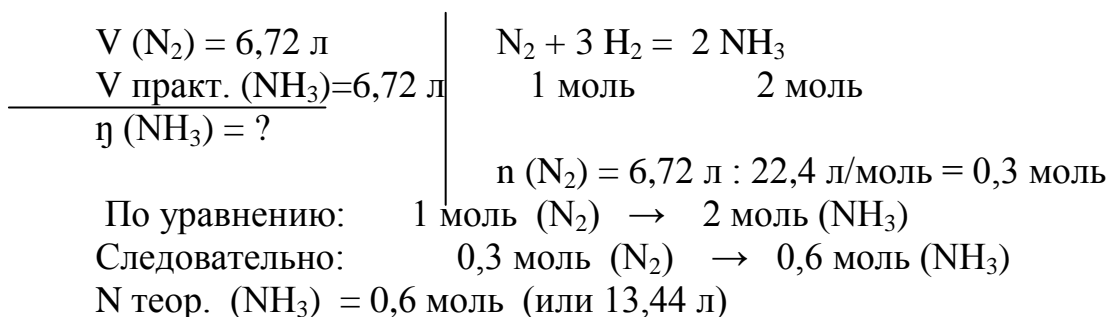 V (N₂) = 6,72 л N₂ + 3 H₂ = 2 NH₃
V практ. (NH₃)=6,72 л 1 моль 2 моль
ŋ (NH₃) = ?
n (N₂) = 6,72 л : 22,4 л/моль = 0,3 моль
По уравнению: 1 моль (N₂) → 2 моль (NH₃)
Следовательно: 0,3 моль (N₂) → 0,6 моль (NH₃)
N теор. (NH₃) = 0,6 моль (или 13,44 л)